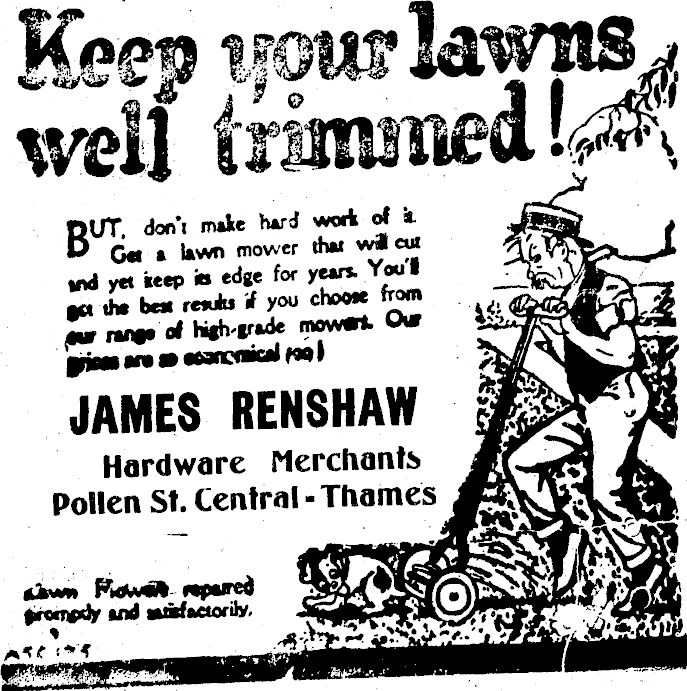 Keep your lawns
well trimmed!
BUT, don't make hard work of it.
Get a lawn mower that will cut
and yet keep its edge for years. You'll
get the best results if you choose from
our range of high-grade mowers. Our
prices are so economical too!
JAMES RENSHAW
Hardware Merchants
Pollen St. Central - Thames
Lawn Mowers repaired
promptly and satisfactorily.